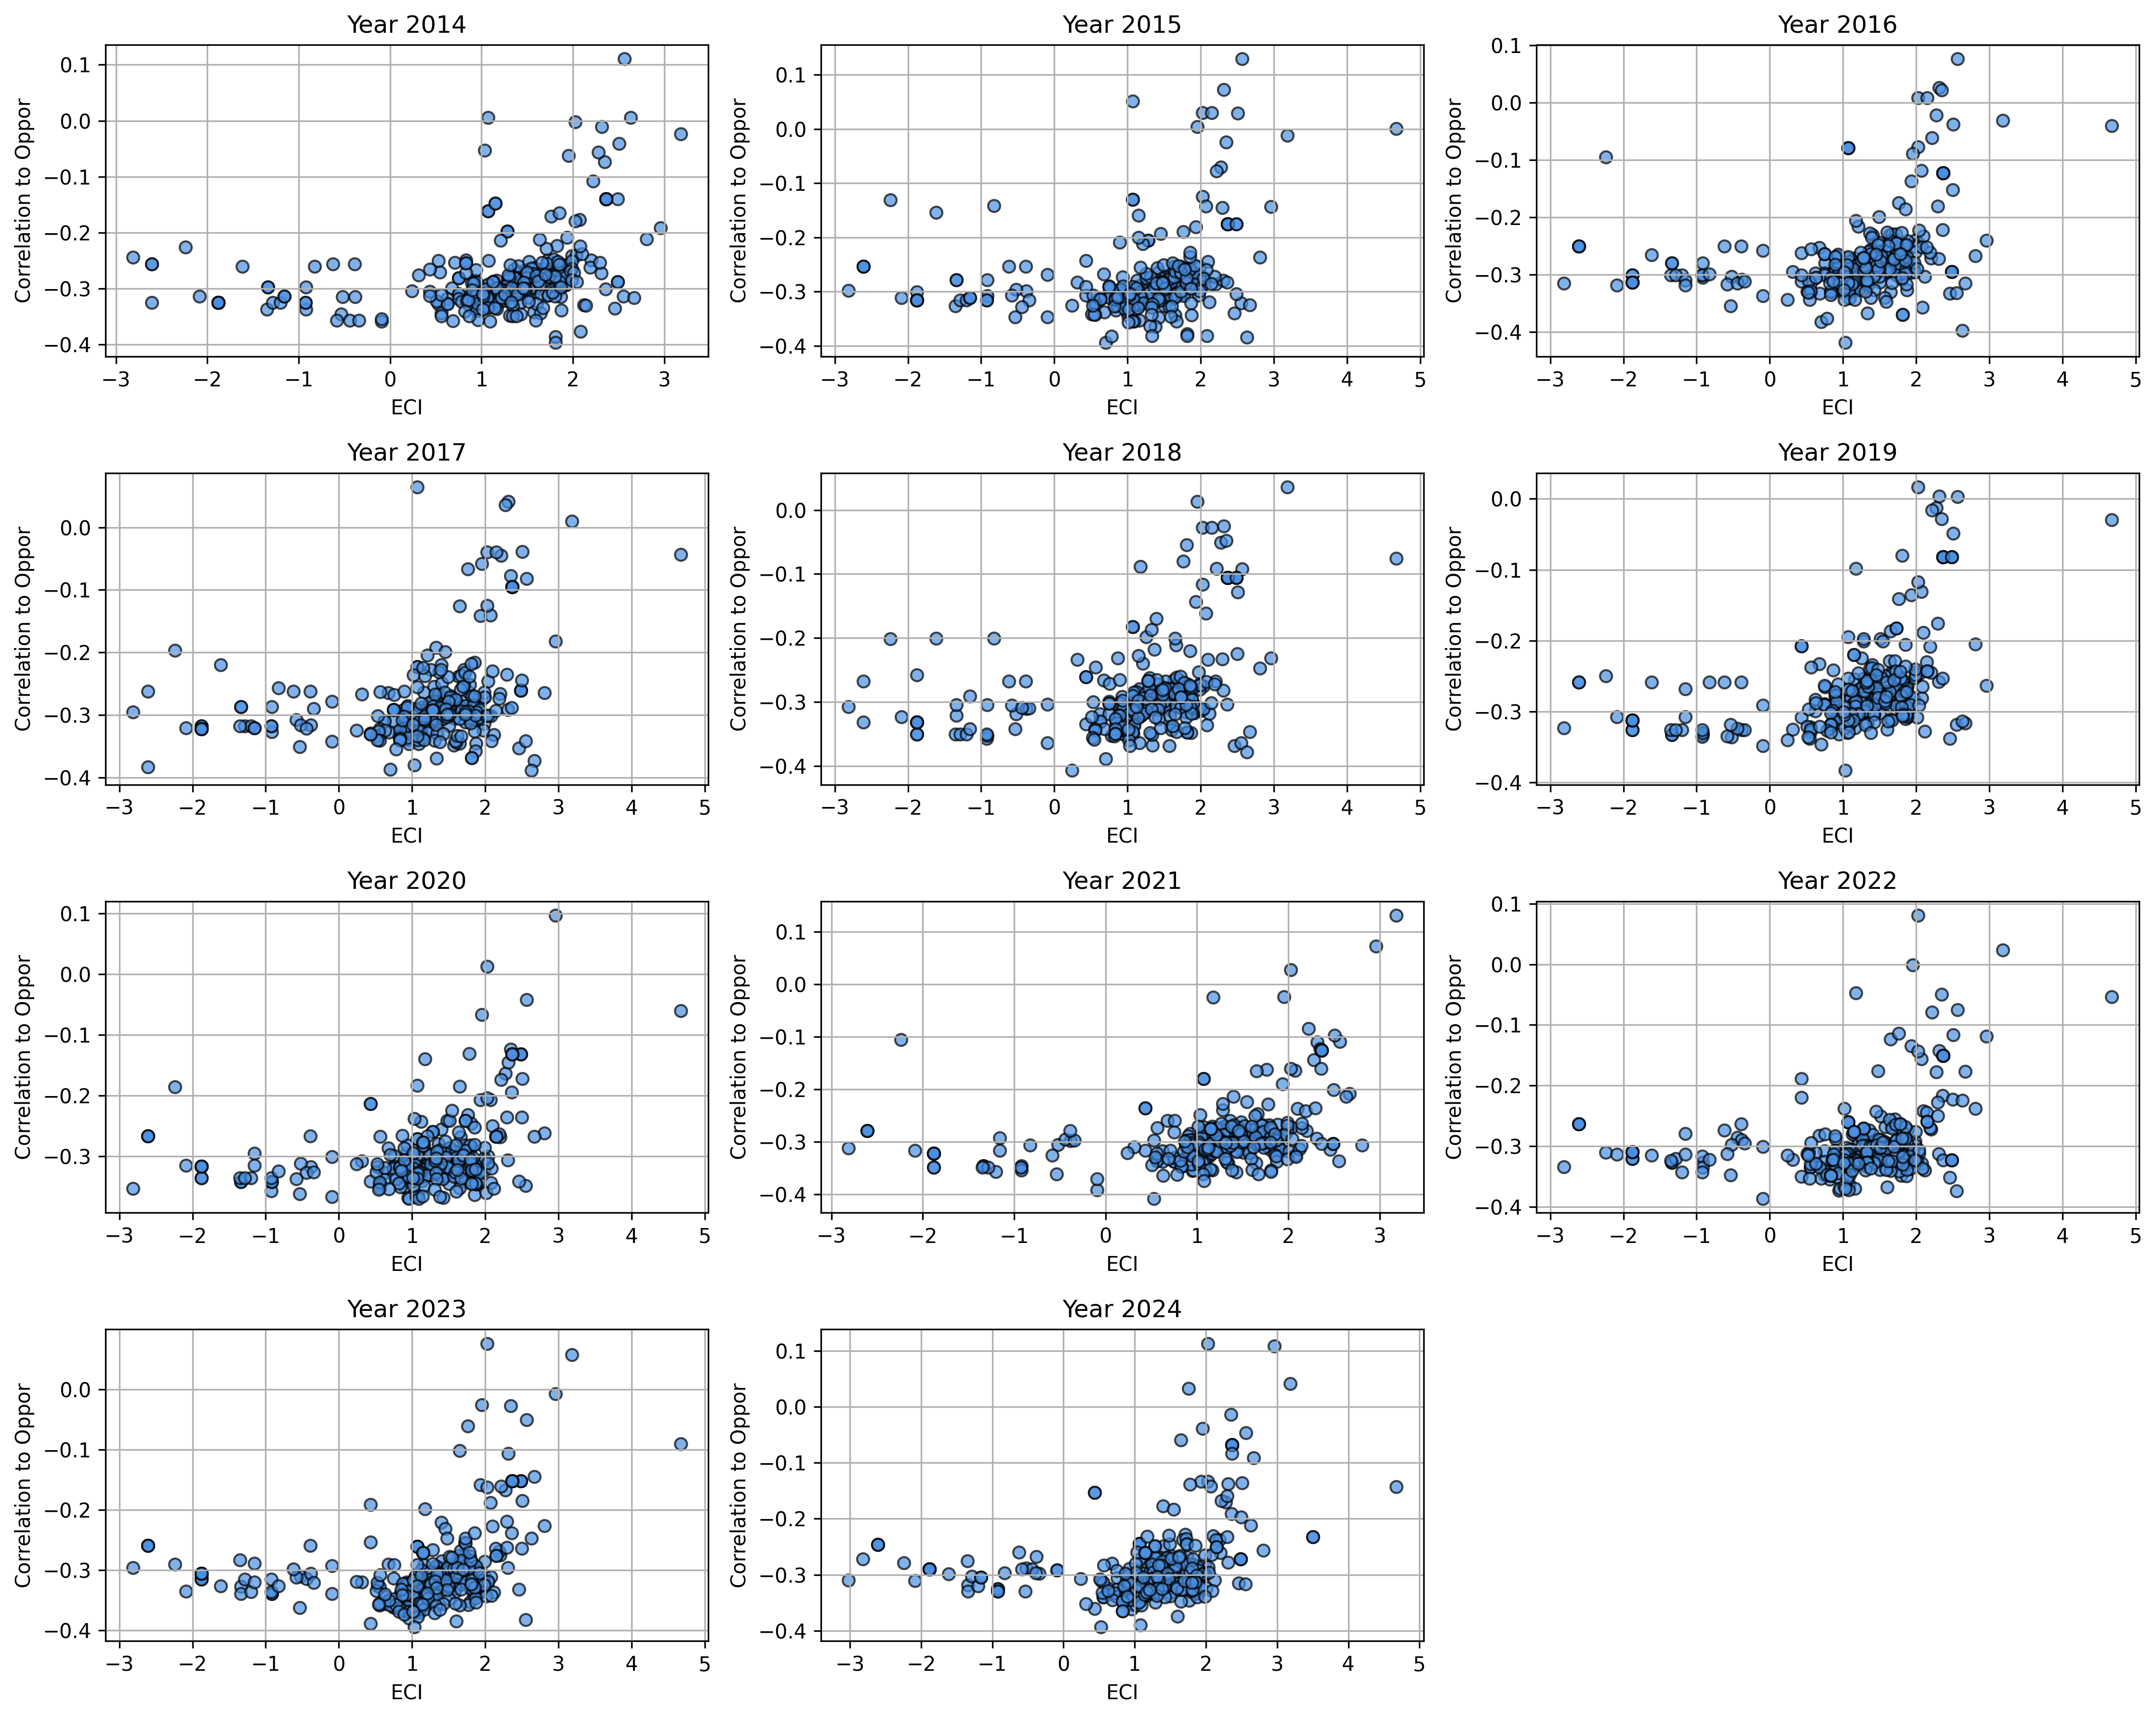 Year 2014
Year 2015
Year 2016
Correlation to Oppor
0.1
0.0
−0.1
−0.2
−0.3
−0.4
−3 −2 −1 0 1 2 3
ECI
Correlation to Oppor
0.1
0.0
−0.1
−0.2
−0.3
−0.4
−3 −2 −1 0 1 2 3 4 5
ECI
Correlation to Oppor
0.1
0.0
−0.1
−0.2
−0.3
−0.4
−3 −2 −1 0 1 2 3 4 5
ECI
Year 2017
Year 2018
Year 2019
Correlation to Oppor
0.0
−0.1
−0.2
−0.3
−0.4
−3 −2 −1 0 1 2 3 4 5
ECI
Correlation to Oppor
0.0
−0.1
−0.2
−0.3
−0.4
−3 −2 −1 0 1 2 3 4 5
ECI
Correlation to Oppor
0.0
−0.1
−0.2
−0.3
−0.4
−3 −2 −1 0 1 2 3 4 5
ECI
Year 2020
Year 2021
Year 2022
Correlation to Oppor
0.1
0.0
−0.1
−0.2
−0.3
−3 −2 −1 0 1 2 3 4 5
ECI
Correlation to Oppor
0.1
0.0
−0.1
−0.2
−0.3
−0.4
−3 −2 −1 0 1 2 3
ECI
Correlation to Oppor
0.1
0.0
−0.1
−0.2
−0.3
−0.4
−3 −2 −1 0 1 2 3 4 5
ECI
Year 2023
Year 2024
Correlation to Oppor
0.0
−0.1
−0.2
−0.3
−0.4
−3 −2 −1 0 1 2 3 4 5
ECI
Correlation to Oppor
0.1
0.0
−0.1
−0.2
−0.3
−0.4
−3 −2 −1 0 1 2 3 4 5
ECI